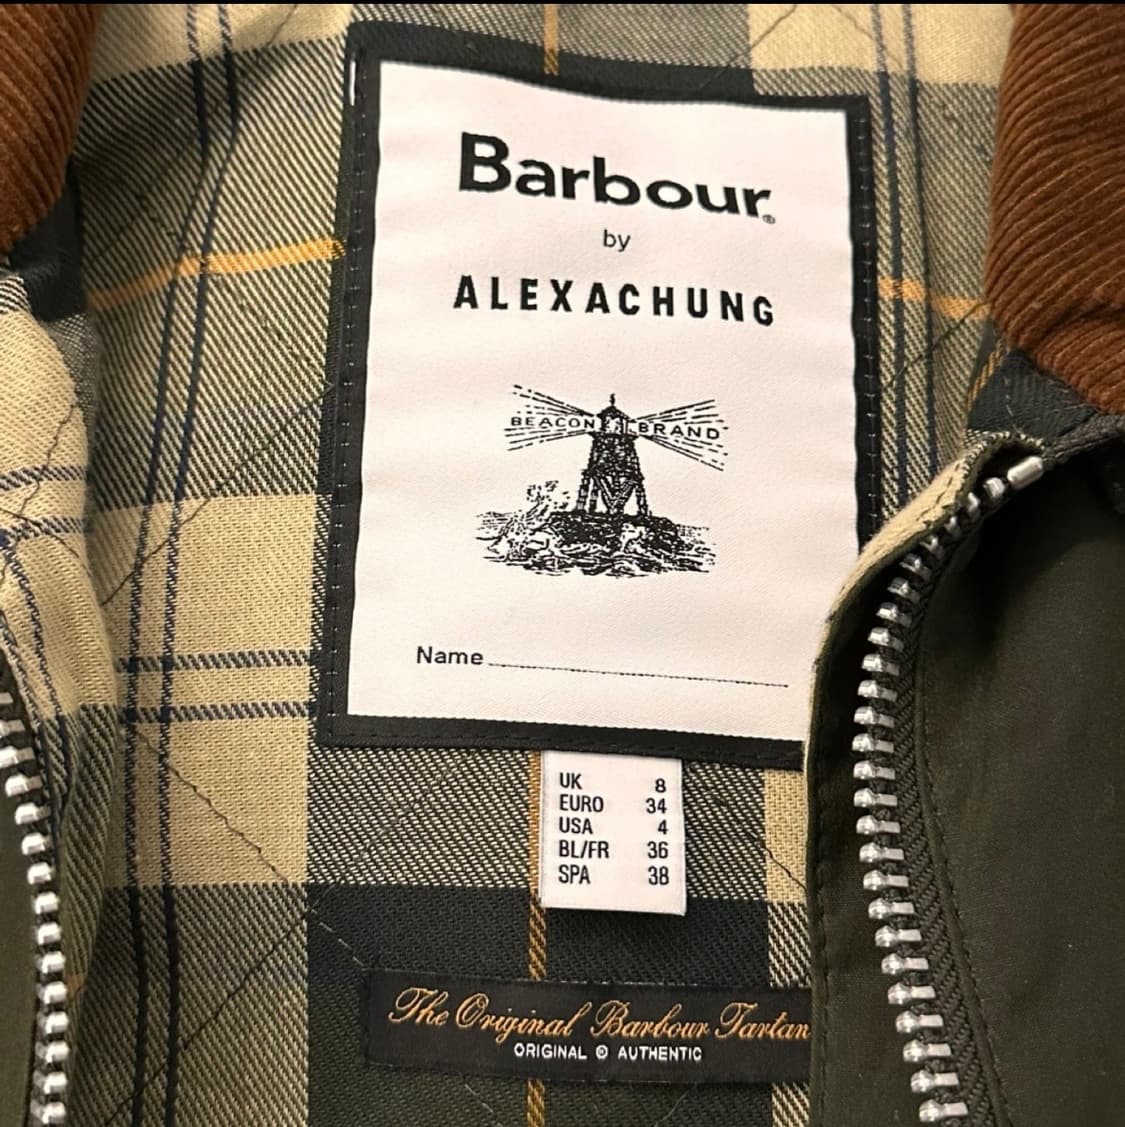 Barbour®
by
ALEXACHUNG
BEACON BRAND
Name
UK 8
EURO 34
USA 4
BL/FR 36
SPA 38
The Original Barbour Tartan
ORIGINAL © AUTHENTIC